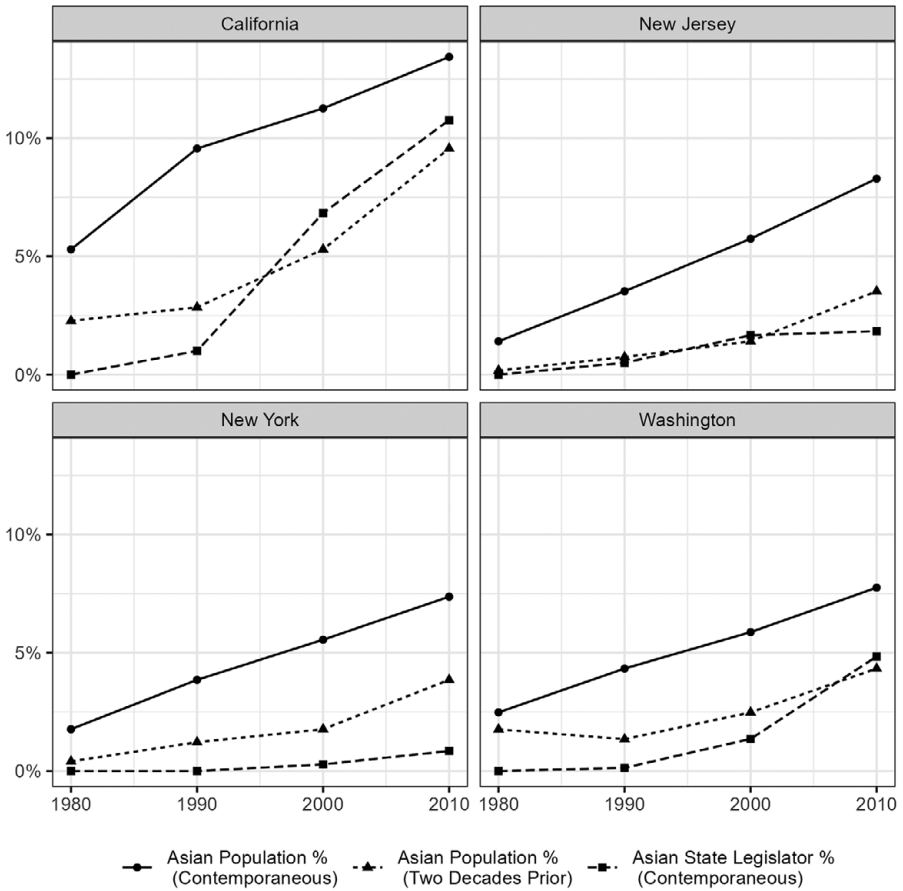 California
New Jersey
10%
5%
0%
New York
Washington
10%
5%
0%
1980 1990 2000 2010 1980 1990 2000 2010
Asian Population % Asian Population % Asian State Legislator %
(Contemporaneous) (Two Decades Prior) (Contemporaneous)